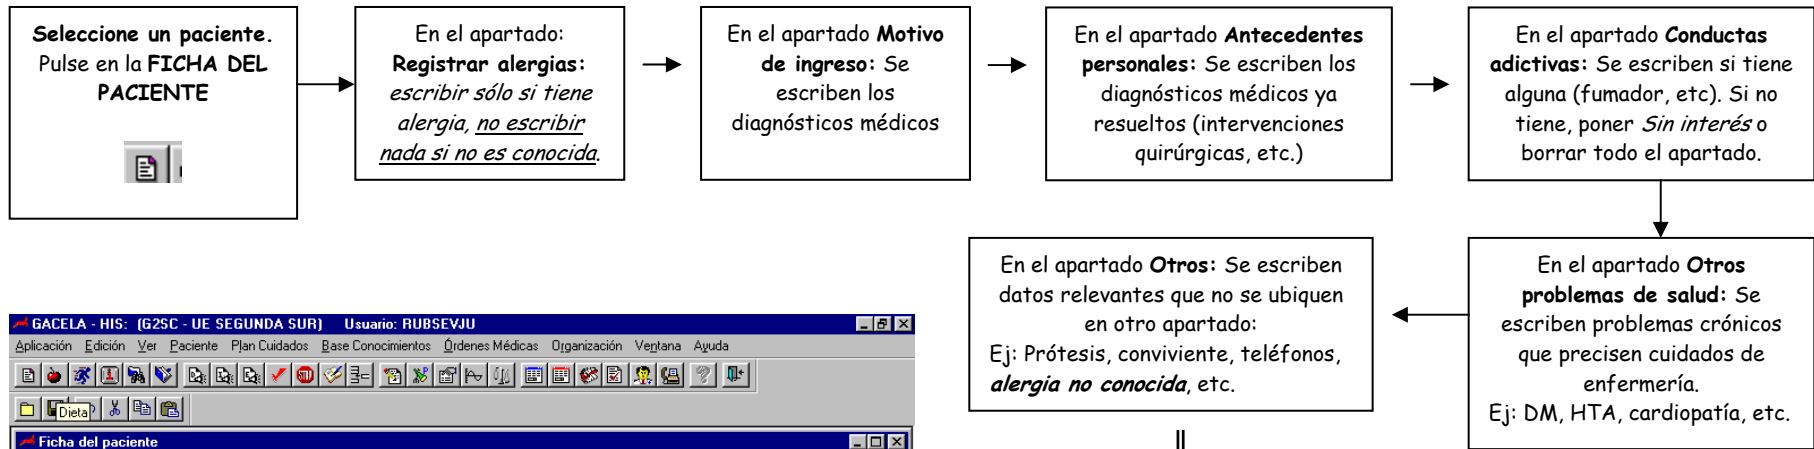 Seleccione un paciente.
Pulse en la FICHA DEL
PACIENTE
En el apartado:
Registrar alergias:
escribir sólo si tiene
alergia, no escribir
nada si no es conocida.
En el apartado Motivo
de ingreso: Se
escriben los
diagnósticos médicos
En el apartado Antecedentes
personales: Se escriben los
diagnósticos médicos ya
resueltos (intervenciones
quirúrgicas, etc.)
En el apartado Conductas
adictivas: Se escriben si tiene
alguna (fumador, etc). Si no
tiene, poner Sin interés o
borrar todo el apartado.
En el apartado Otros
problemas de salud: Se
escriben problemas crónicos
que precisen cuidados de
enfermería.
Ej: DM, HTA, cardiopatía, etc.
En el apartado Otros: Se escriben
datos relevantes que no se ubiquen
en otro apartado:
Ej: Prótesis, conviviente, teléfonos,
alergia no conocida, etc.
GACELA - HIS: (G2SC - UE SEGUNDA SUR) Usuario: RUBSEVJU
Aplicación Edición Ver Paciente Plan Cuidados Base Conocimientos Órdenes Médicas Organización Ventana Ayuda
Dieta
Ficha del paciente